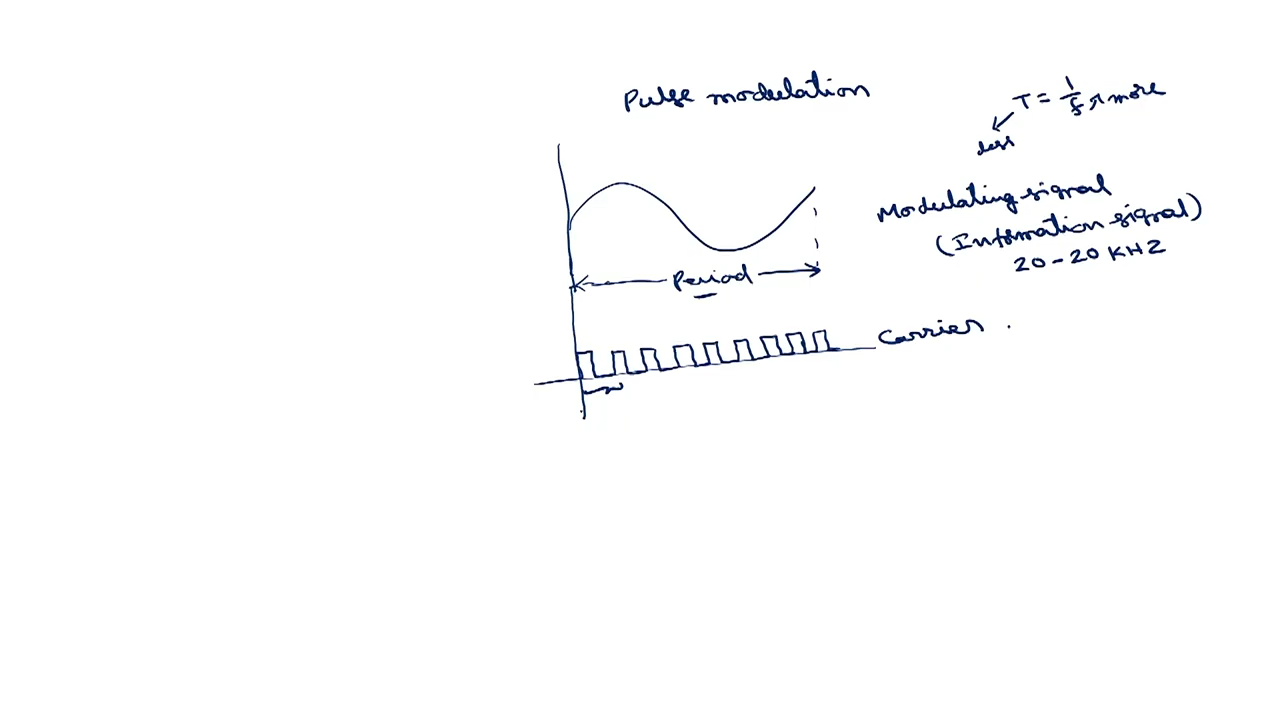 Pulse modulation
T = 1/f ↗ more
less
Modulating signal
(Information signal)
20-20 KHZ
Period
Carrier